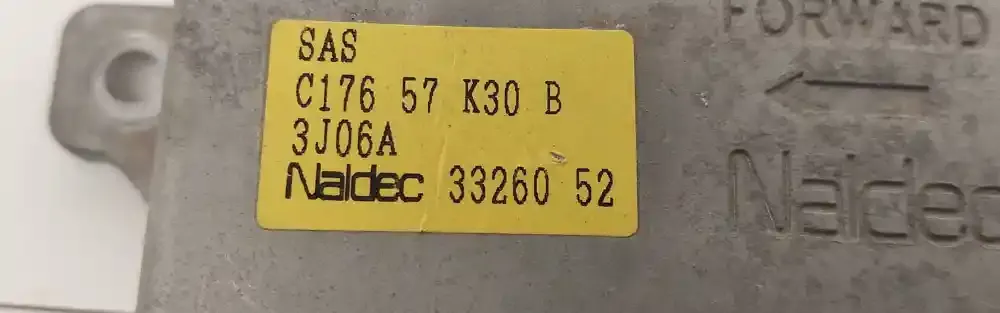 SAS
C176 57 K30 B
3J06A
Naldec 33260 52
FORWARD
Naldec